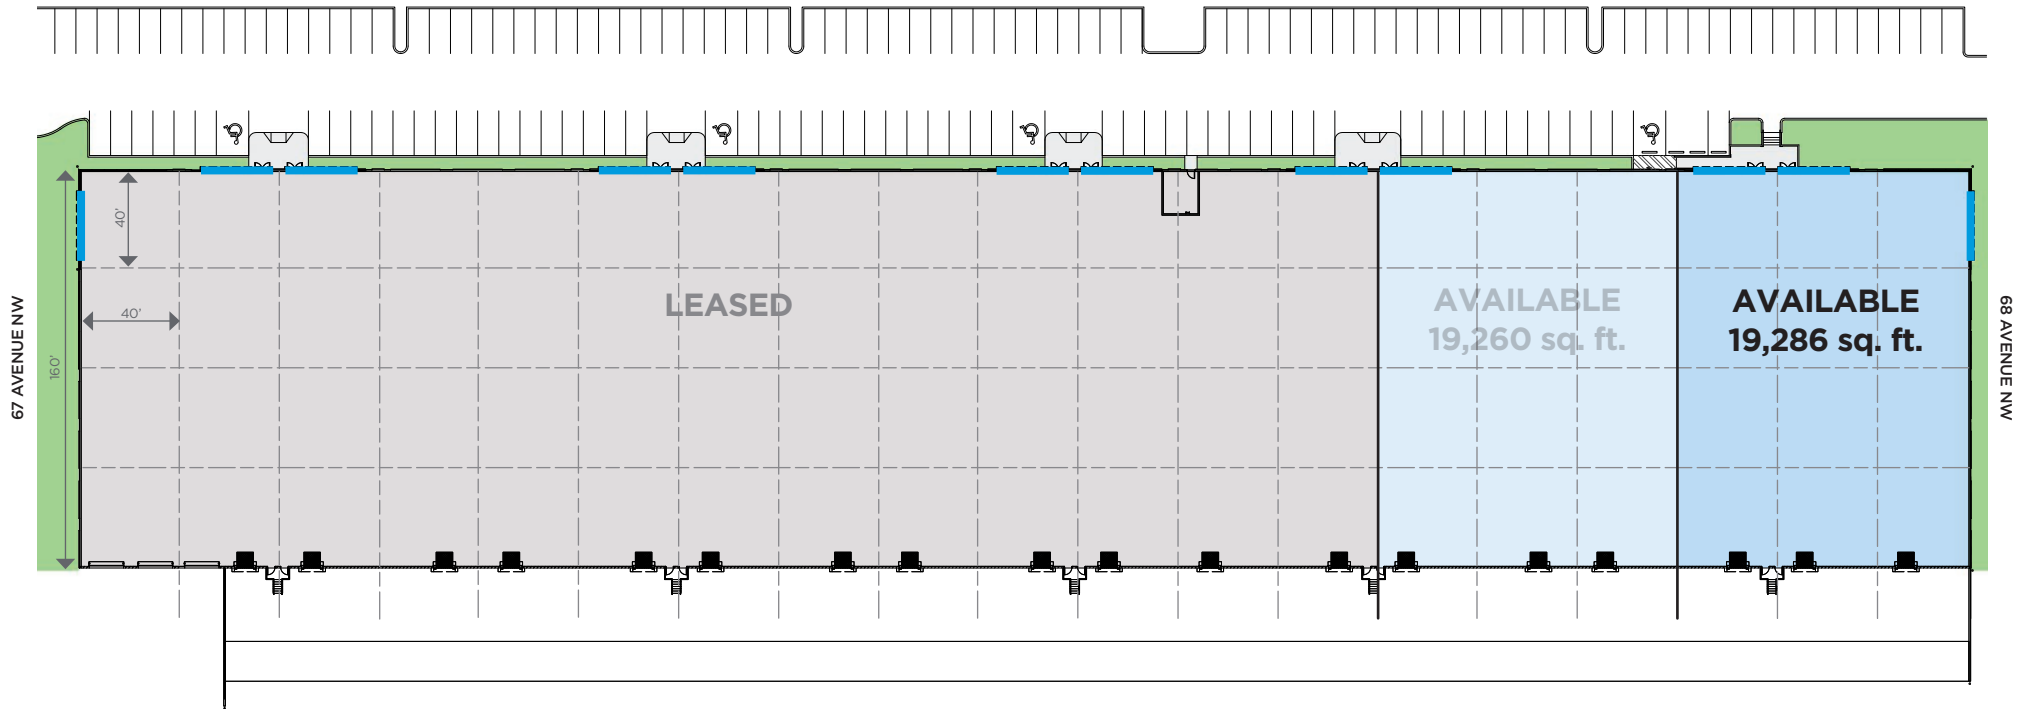 40'
40'
160'
LEASED
AVAILABLE
19,260 sq. ft.
AVAILABLE
19,286 sq. ft.
67 AVENUE NW
68 AVENUE NW